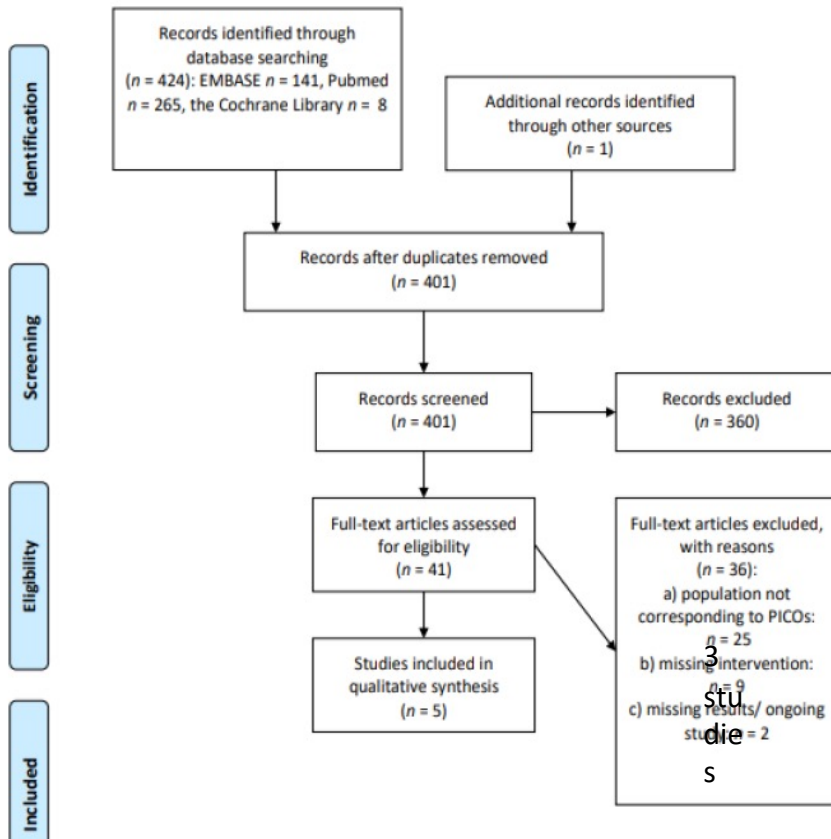 Identification
Records identified through
database searching
(n = 424): EMBASE n = 141, Pubmed
n = 265, the Cochrane Library n = 8
Additional records identified
through other sources
(n = 1)
Records after duplicates removed
(n = 401)
Screening
Records screened
(n = 401)
Records excluded
(n = 360)
Eligibility
Full-text articles assessed
for eligibility
(n = 41)
Full-text articles excluded,
with reasons
(n = 36):
a) population not
corresponding to PICOs:
n = 25
b) missing intervention:
n = 9
c) missing results/ ongoing
study: n = 2
3
stu
die
s
Studies included in
qualitative synthesis
(n = 5)
Included